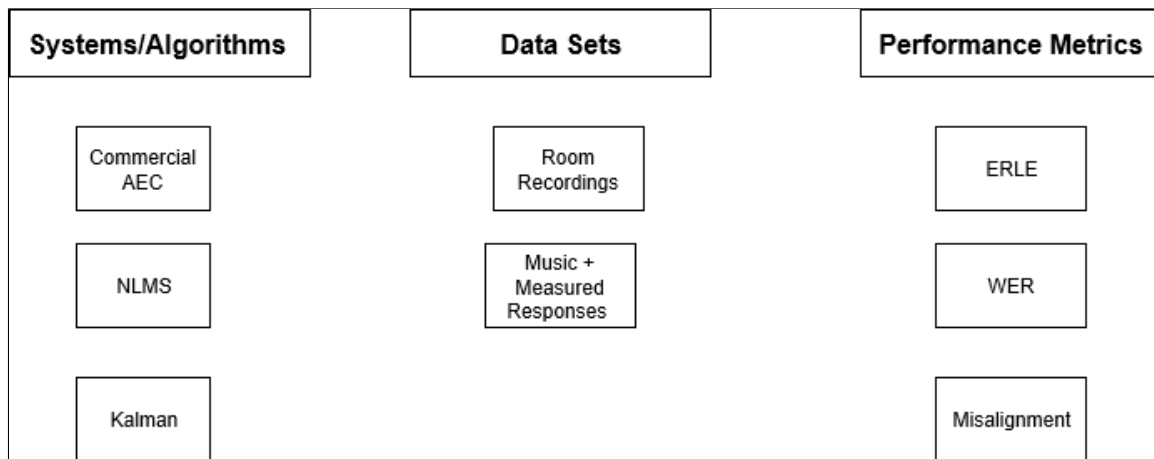 Systems/Algorithms
Data Sets
Performance Metrics
Commercial
AEC
Room
Recordings
ERLE
NLMS
Music +
Measured
Responses
WER
Kalman
Misalignment